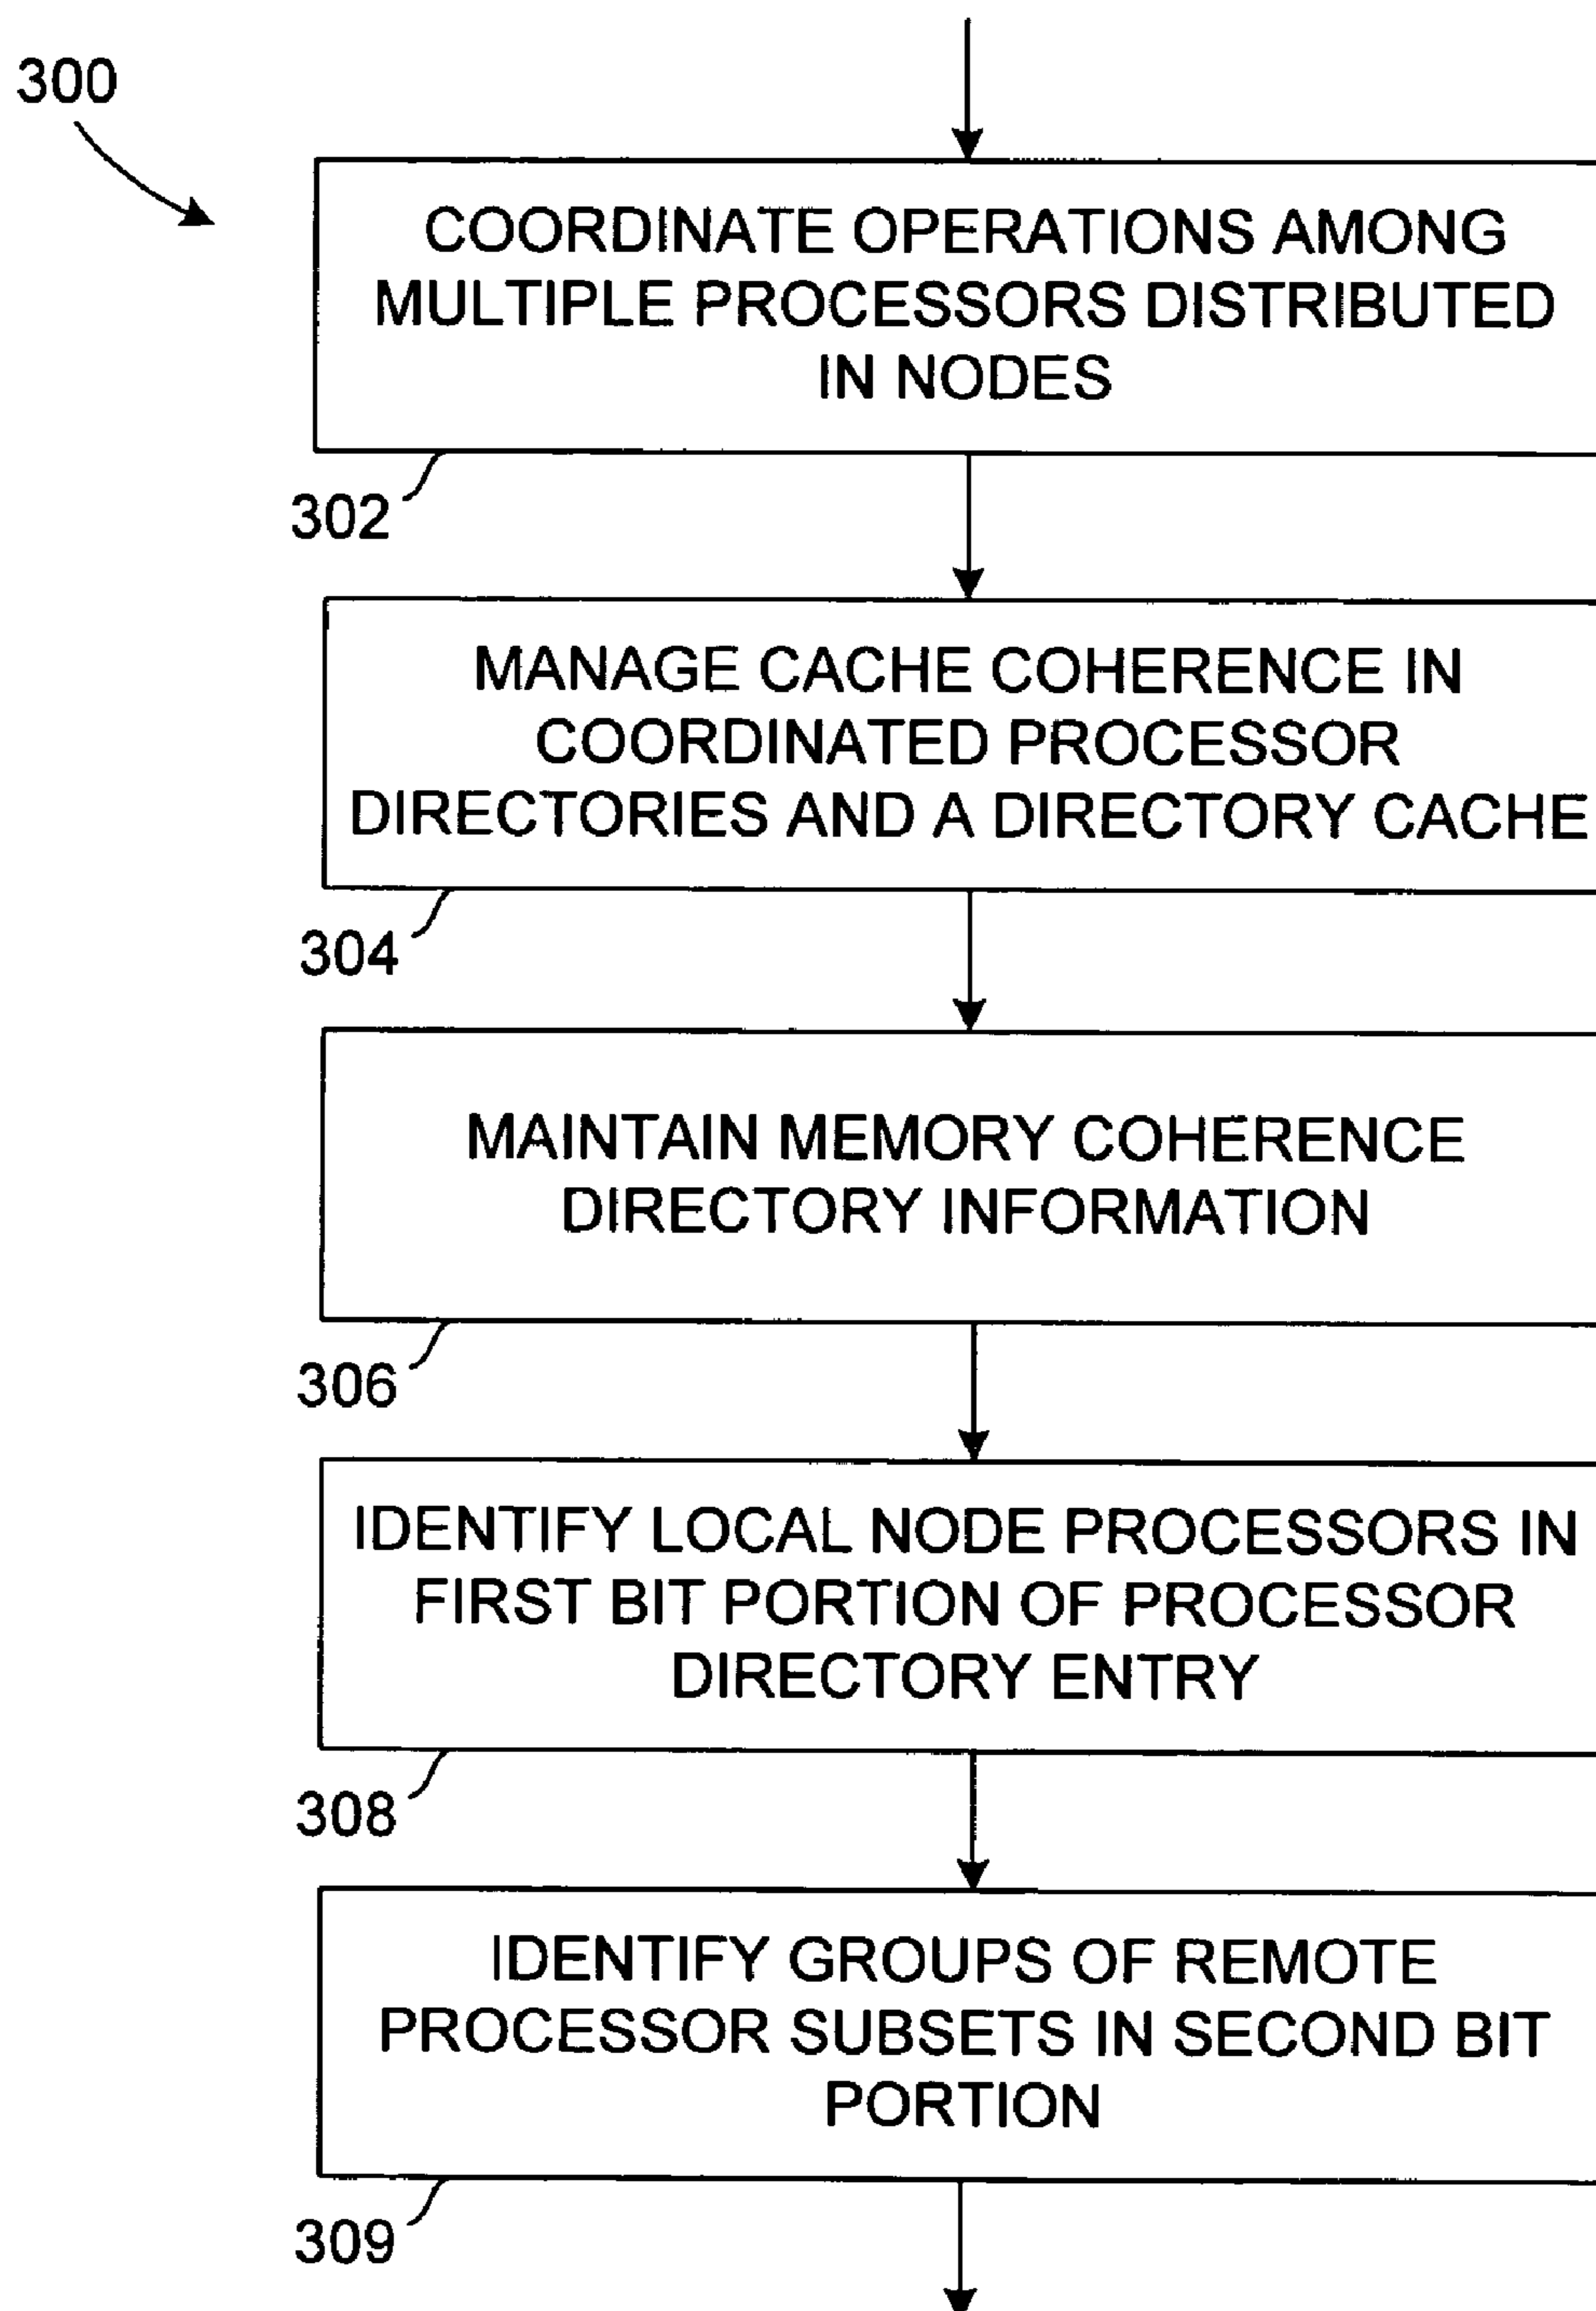 300
COORDINATE OPERATIONS AMONG
MULTIPLE PROCESSORS DISTRIBUTED
IN NODES
302
MANAGE CACHE COHERENCE IN
COORDINATED PROCESSOR
DIRECTORIES AND A DIRECTORY CACHE
304
MAINTAIN MEMORY COHERENCE
DIRECTORY INFORMATION
306
IDENTIFY LOCAL NODE PROCESSORS IN
FIRST BIT PORTION OF PROCESSOR
DIRECTORY ENTRY
308
IDENTIFY GROUPS OF REMOTE
PROCESSOR SUBSETS IN SECOND BIT
PORTION
309